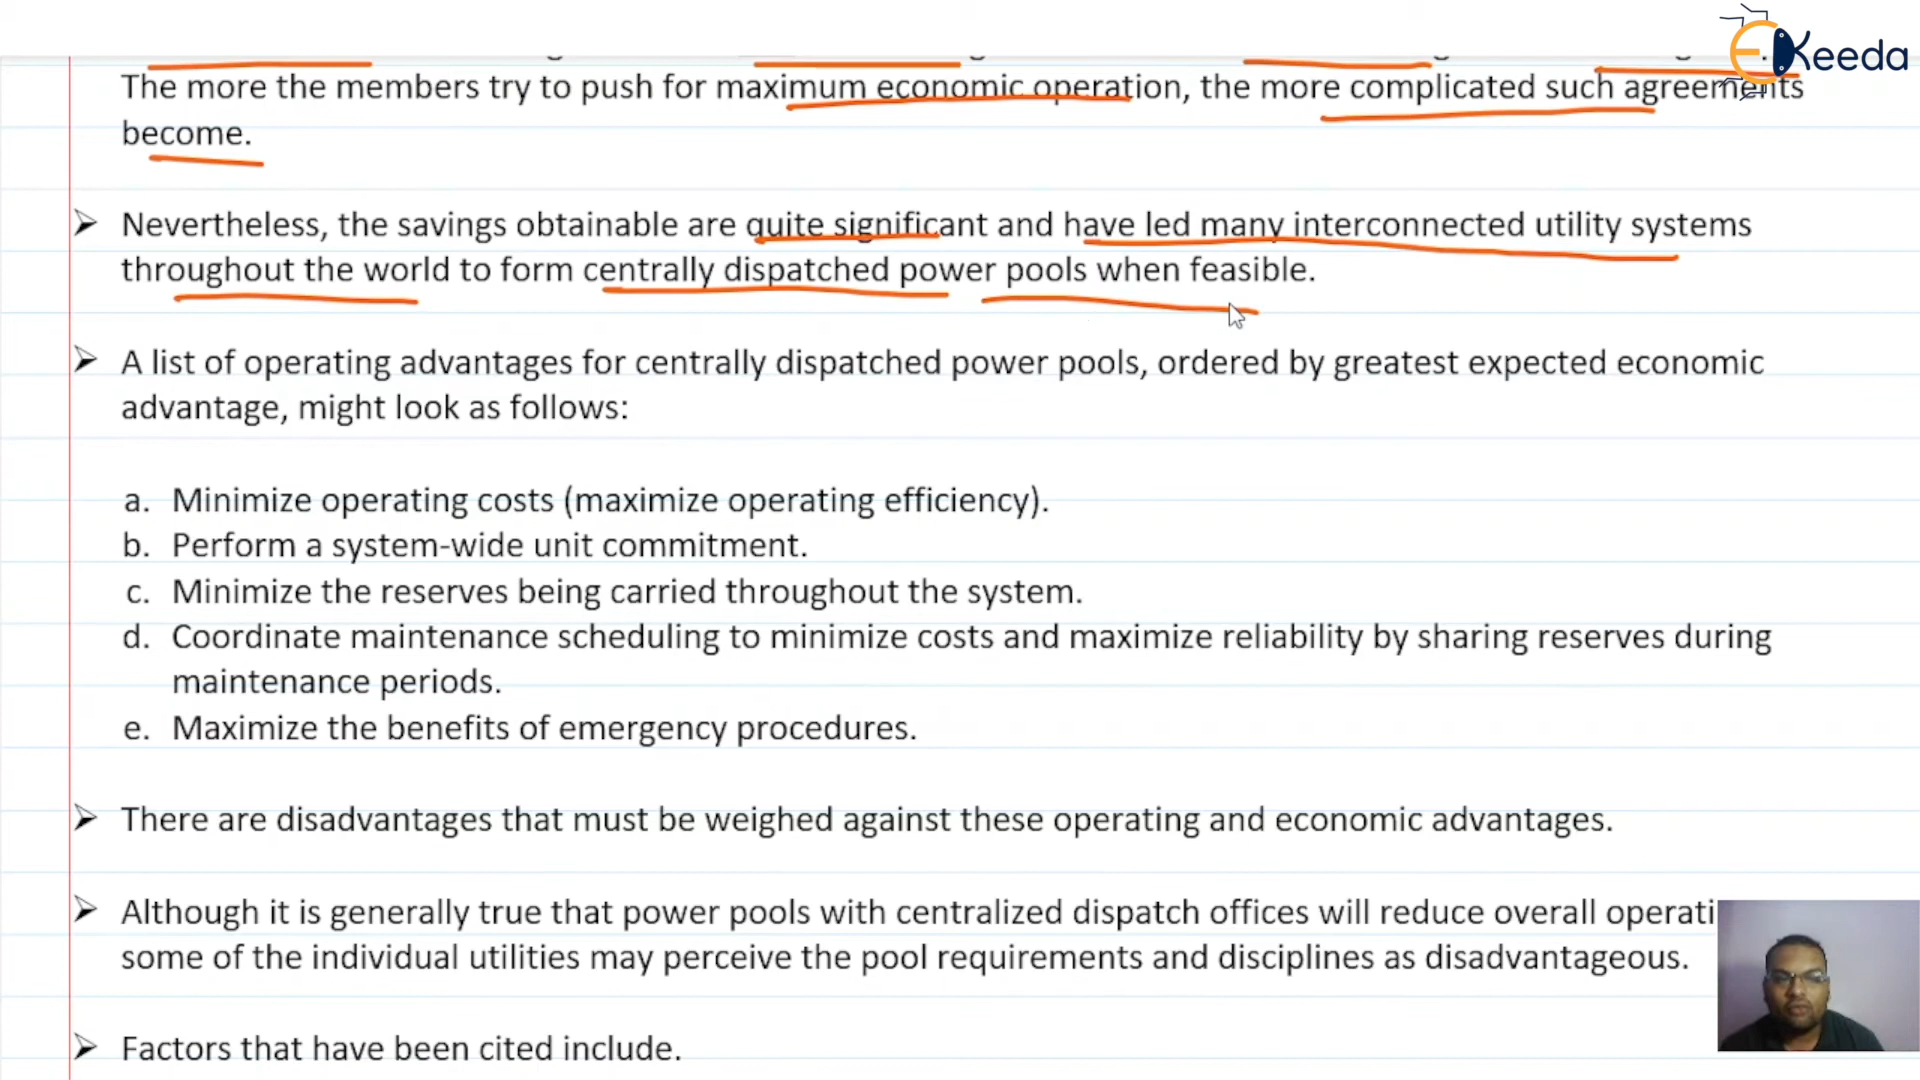 EKeeda
The more the members try to push for maximum economic operation, the more complicated such agreements
become.
➢ Nevertheless, the savings obtainable are quite significant and have led many interconnected utility systems
throughout the world to form centrally dispatched power pools when feasible.
➢ A list of operating advantages for centrally dispatched power pools, ordered by greatest expected economic
advantage, might look as follows:
a. Minimize operating costs (maximize operating efficiency).
b. Perform a system-wide unit commitment.
c. Minimize the reserves being carried throughout the system.
d. Coordinate maintenance scheduling to minimize costs and maximize reliability by sharing reserves during
maintenance periods.
e. Maximize the benefits of emergency procedures.
➢ There are disadvantages that must be weighed against these operating and economic advantages.
➢ Although it is generally true that power pools with centralized dispatch offices will reduce overall operati
some of the individual utilities may perceive the pool requirements and disciplines as disadvantageous.
➢ Factors that have been cited include.